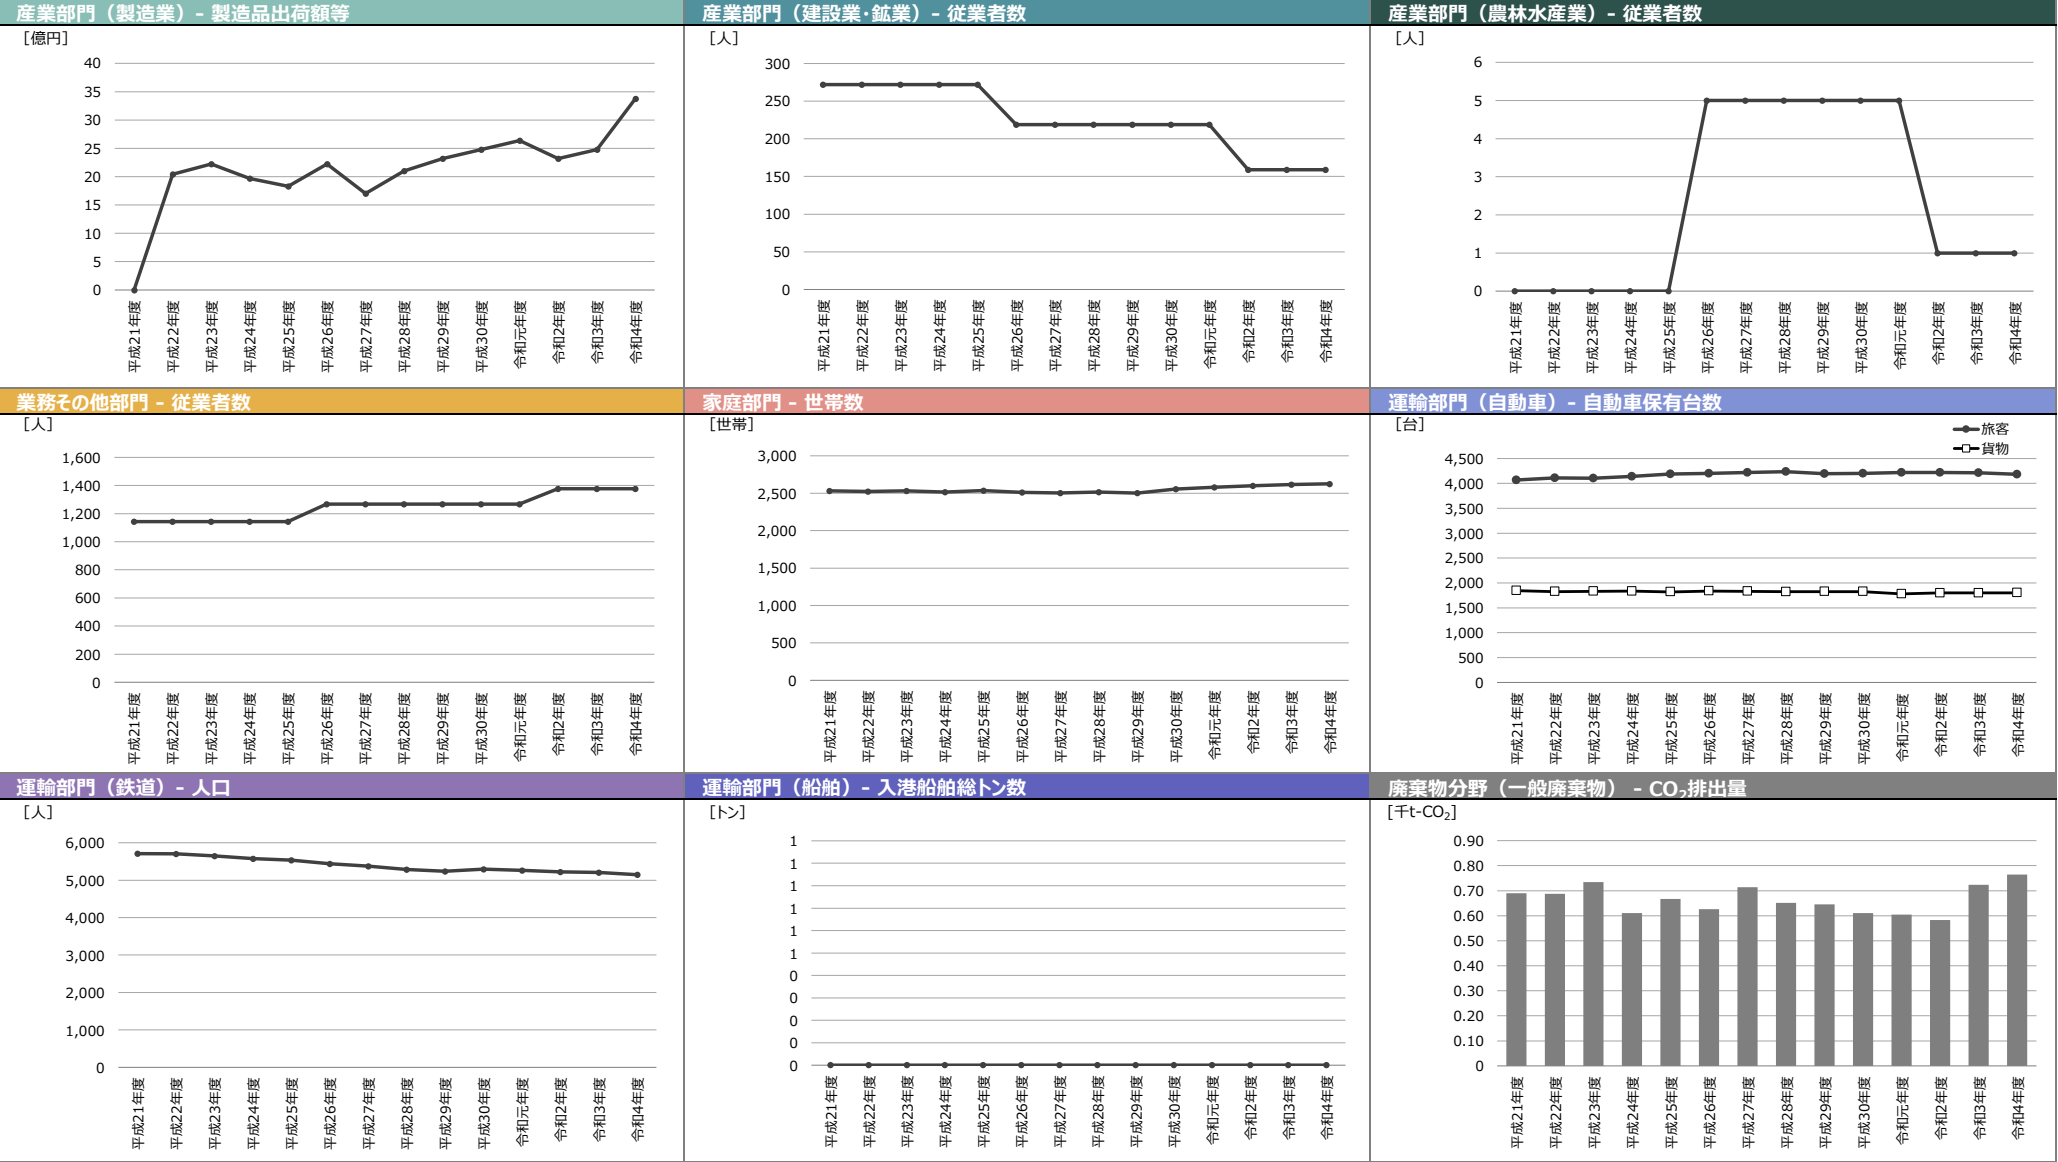 産業部門（製造業）- 製造品出荷額等
［億円］
40
35
30
25
20
15
10
5
0
平成21年度
平成22年度
平成23年度
平成24年度
平成25年度
平成26年度
平成27年度
平成28年度
平成29年度
平成30年度
令和元年度
令和2年度
令和3年度
令和4年度
産業部門（建設業･鉱業）- 従業者数
［人］
300
250
200
150
100
50
0
平成21年度
平成22年度
平成23年度
平成24年度
平成25年度
平成26年度
平成27年度
平成28年度
平成29年度
平成30年度
令和元年度
令和2年度
令和3年度
令和4年度
産業部門（農林水産業）- 従業者数
［人］
6
5
4
3
2
1
0
平成21年度
平成22年度
平成23年度
平成24年度
平成25年度
平成26年度
平成27年度
平成28年度
平成29年度
平成30年度
令和元年度
令和2年度
令和3年度
令和4年度
業務その他部門 - 従業者数
［人］
1,600
1,400
1,200
1,000
800
600
400
200
0
平成21年度
平成22年度
平成23年度
平成24年度
平成25年度
平成26年度
平成27年度
平成28年度
平成29年度
平成30年度
令和元年度
令和2年度
令和3年度
令和4年度
家庭部門 - 世帯数
［世帯］
3,000
2,500
2,000
1,500
1,000
500
0
平成21年度
平成22年度
平成23年度
平成24年度
平成25年度
平成26年度
平成27年度
平成28年度
平成29年度
平成30年度
令和元年度
令和2年度
令和3年度
令和4年度
運輸部門（自動車）- 自動車保有台数
［台］
旅客
貨物
4,500
4,000
3,500
3,000
2,500
2,000
1,500
1,000
500
0
平成21年度
平成22年度
平成23年度
平成24年度
平成25年度
平成26年度
平成27年度
平成28年度
平成29年度
平成30年度
令和元年度
令和2年度
令和3年度
令和4年度
運輸部門（鉄道）- 人口
［人］
6,000
5,000
4,000
3,000
2,000
1,000
0
平成21年度
平成22年度
平成23年度
平成24年度
平成25年度
平成26年度
平成27年度
平成28年度
平成29年度
平成30年度
令和元年度
令和2年度
令和3年度
令和4年度
運輸部門（船舶）- 入港船舶総トン数
［トン］
1
1
1
1
1
1
0
0
0
0
0
平成21年度
平成22年度
平成23年度
平成24年度
平成25年度
平成26年度
平成27年度
平成28年度
平成29年度
平成30年度
令和元年度
令和2年度
令和3年度
令和4年度
廃棄物分野（一般廃棄物） - CO₂排出量
［千t-CO₂］
0.90
0.80
0.70
0.60
0.50
0.40
0.30
0.20
0.10
0
平成21年度
平成22年度
平成23年度
平成24年度
平成25年度
平成26年度
平成27年度
平成28年度
平成29年度
平成30年度
令和元年度
令和2年度
令和3年度
令和4年度